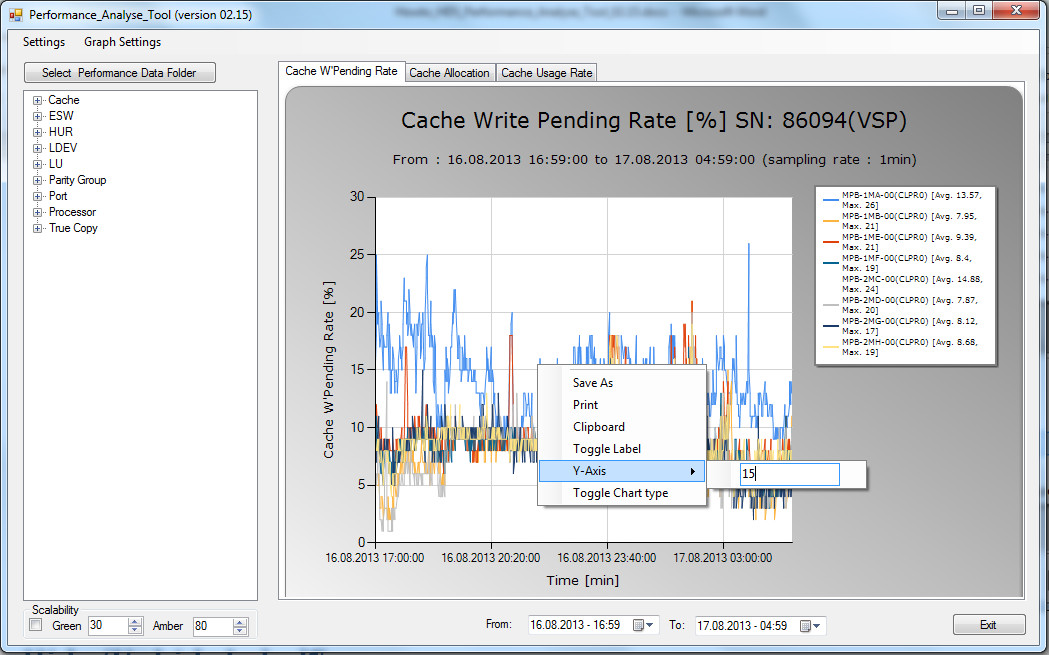 Performance_Analyse_Tool (version 02.15)
Settings Graph Settings
Select Performance Data Folder
Cache
ESW
HUR
LDEV
LU
Parity Group
Port
Processor
True Copy
Scalability
Green 30 Amber 80
Cache W'Pending Rate Cache Allocation Cache Usage Rate
Cache Write Pending Rate [%] SN: 86094(VSP)
From : 16.08.2013 16:59:00 to 17.08.2013 04:59:00 (sampling rate : 1min)
Cache W'Pending Rate [%]
30
25
20
15
10
5
0
16.08.2013 17:00:00 16.08.2013 20:20:00 16.08.2013 23:40:00 17.08.2013 03:00:00
Time [min]
MPB-1MA-00(CLPR0) [Avg. 13.57,
Max. 26]
MPB-1MB-00(CLPR0) [Avg. 7.95,
Max. 21]
MPB-1ME-00(CLPR0) [Avg. 9.39,
Max. 21]
MPB-1MF-00(CLPR0) [Avg. 8.4,
Max. 19]
MPB-2MC-00(CLPR0) [Avg. 14.88,
Max. 24]
MPB-2MD-00(CLPR0) [Avg. 7.87,
Max. 20]
MPB-2MG-00(CLPR0) [Avg. 8.12,
Max. 17]
MPB-2MH-00(CLPR0) [Avg. 8.68,
Max. 19]
Save As
Print
Clipboard
Toggle Label
Y-Axis
15
Toggle Chart type
From: 16.08.2013 - 16:59 To: 17.08.2013 - 04:59
Exit